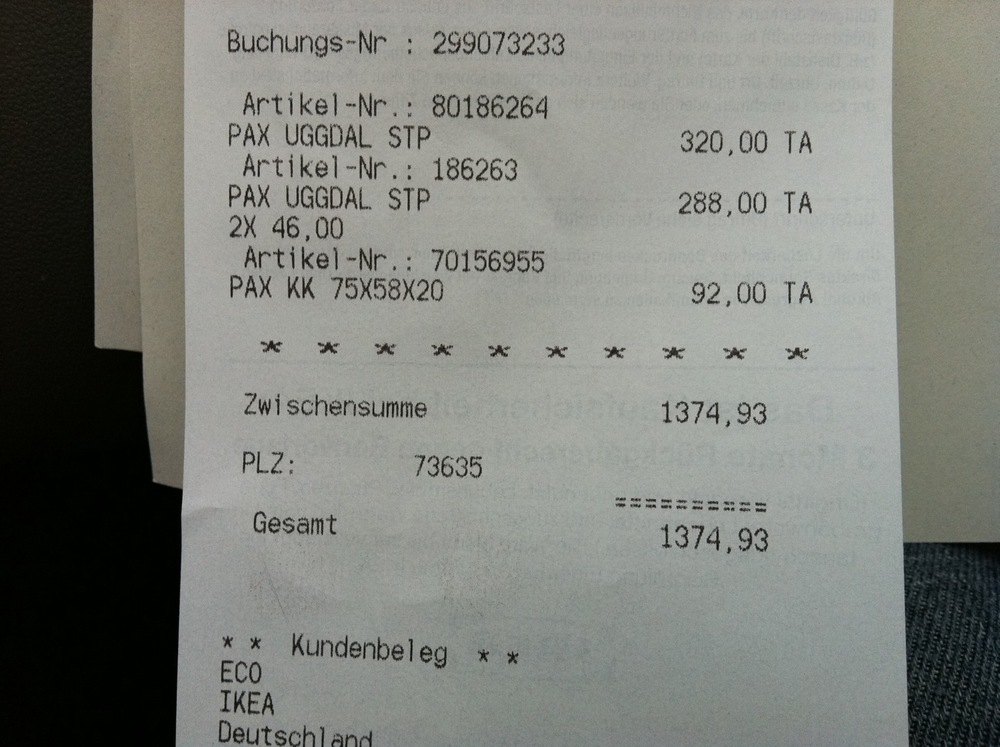 Buchungs-Nr : 299073233
Artikel-Nr.: 80186264
PAX UGGDAL STP 320,00 TA
Artikel-Nr.: 186263
PAX UGGDAL STP 288,00 TA
2X 46,00
Artikel-Nr.: 70156955
PAX KK 75X58X20 92,00 TA
* * * * * * * * * *
Zwischensumme 1374,93
PLZ: 73635
==========
Gesamt 1374,93
* * Kundenbeleg * *
ECO
IKEA
Deutschland